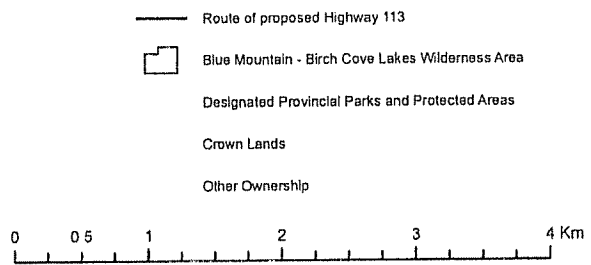 Route of proposed Highway 113
Blue Mountain - Birch Cove Lakes Wilderness Area
Designated Provincial Parks and Protected Areas
Crown Lands
Other Ownership
0 0 5 1 2 3 4 Km